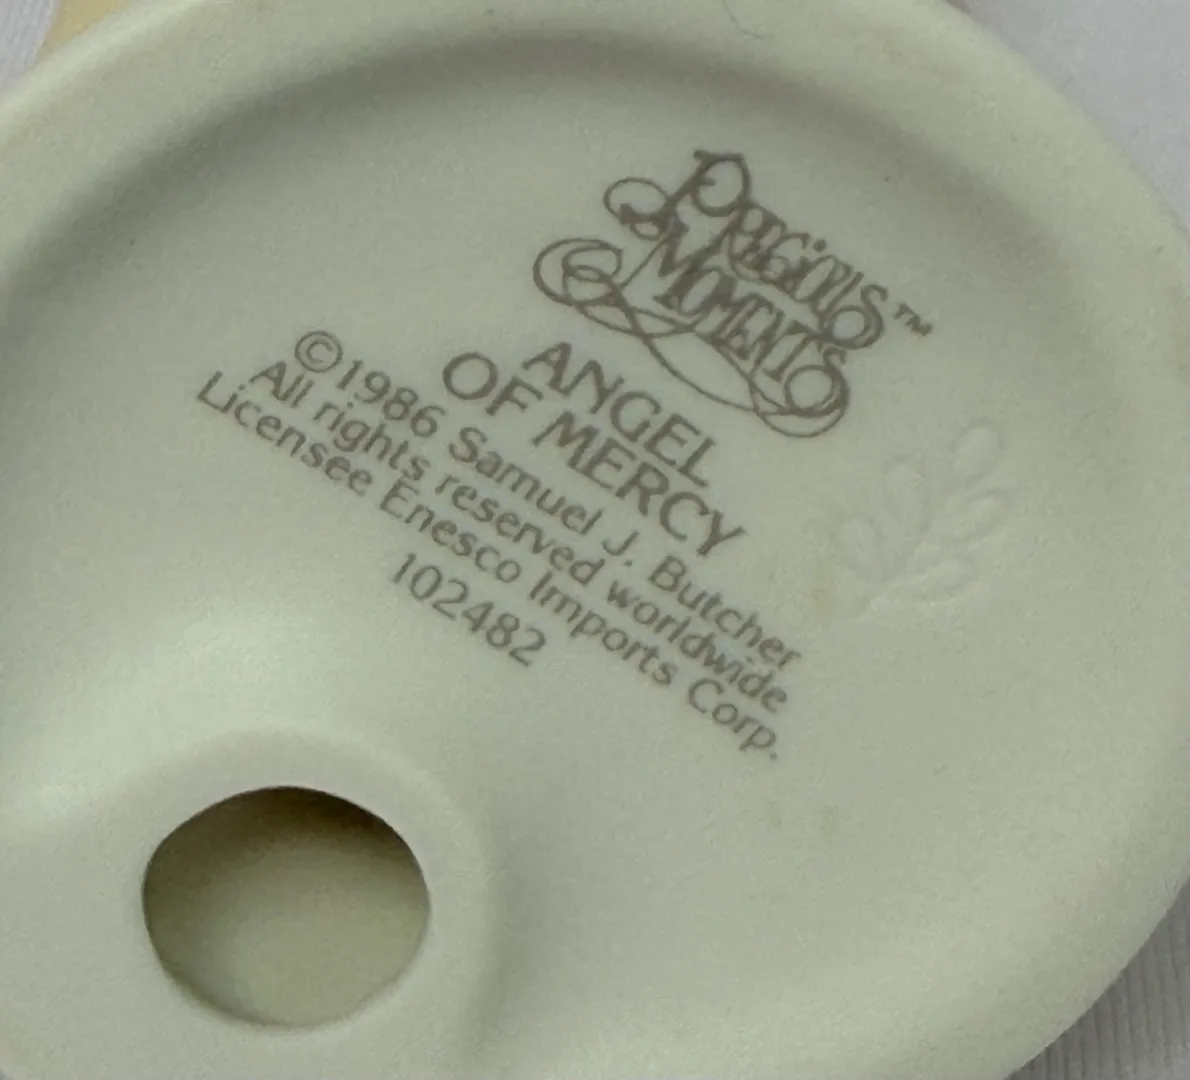 PRECIOUS
MOMENTS™
ANGEL
OF MERCY
©1986 Samuel J. Butcher
All rights reserved worldwide
Licensee Enesco Imports Corp.
102482